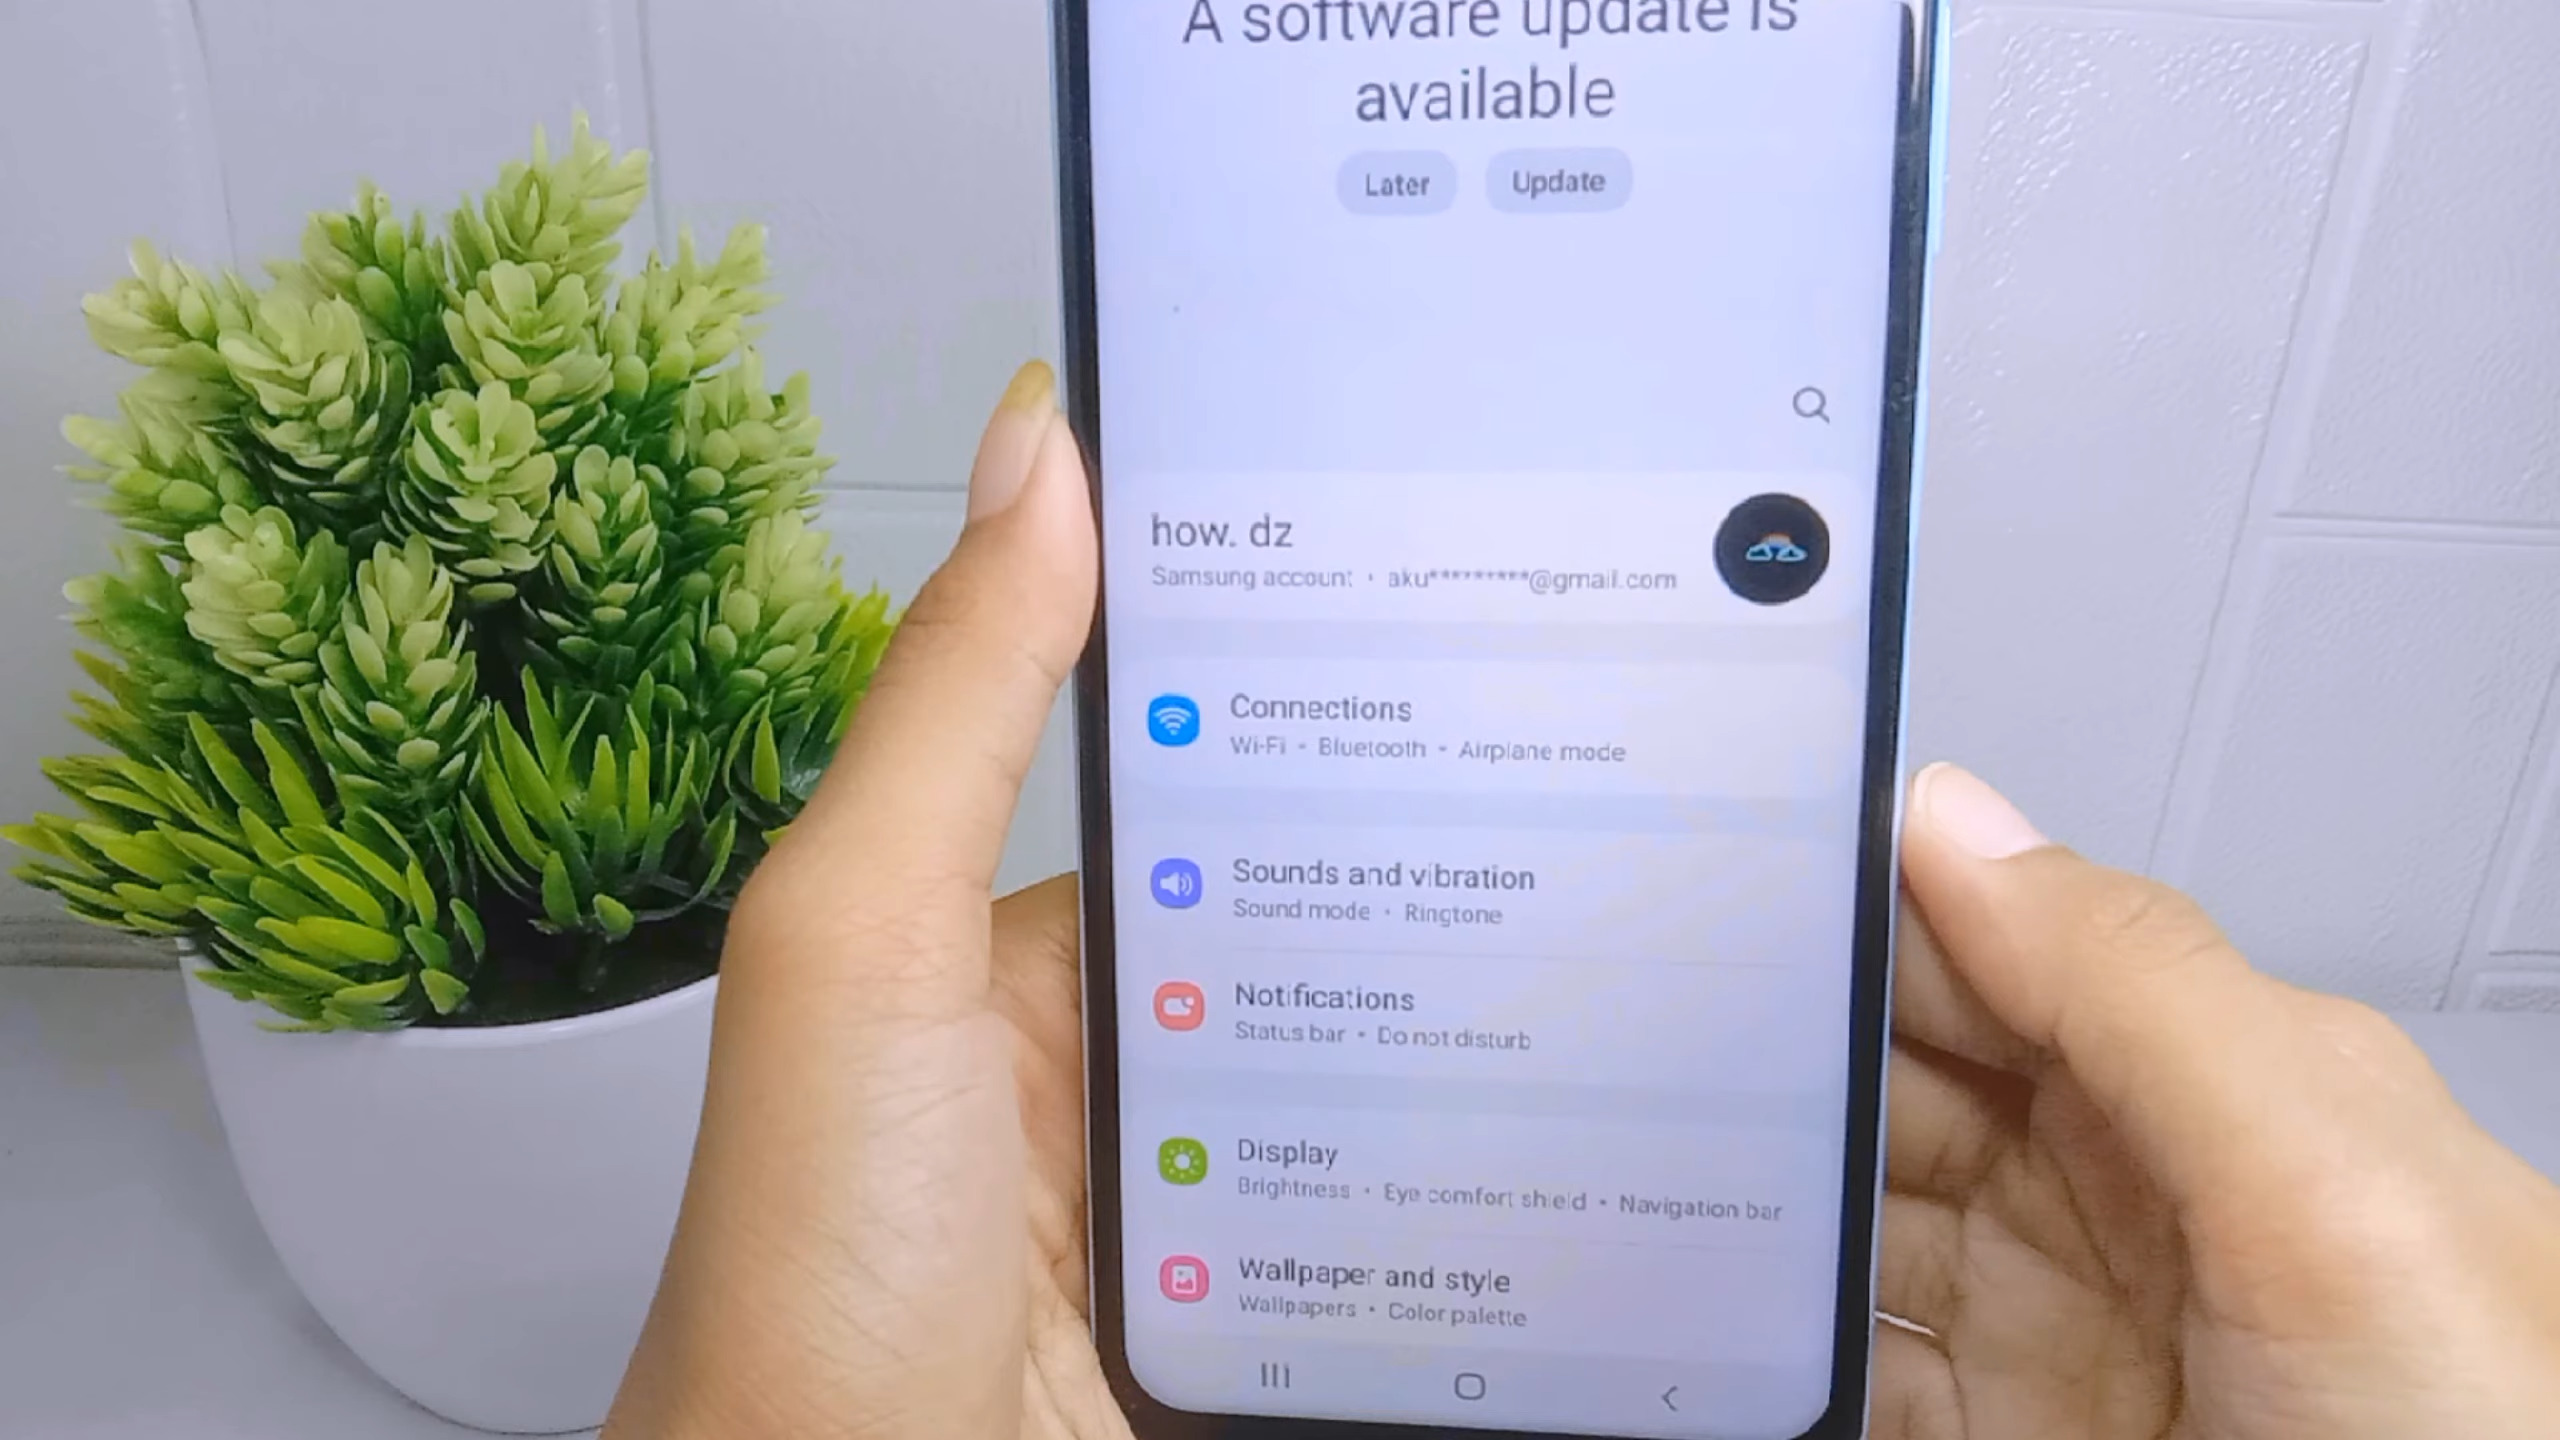 A software update is
available
Later
Update
how. dz
Samsung account • aku*********@gmail.com
Connections
Wi-Fi • Bluetooth • Airplane mode
Sounds and vibration
Sound mode • Ringtone
Notifications
Status bar • Do not disturb
Display
Brightness • Eye comfort shield • Navigation bar
Wallpaper and style
Wallpapers • Color palette